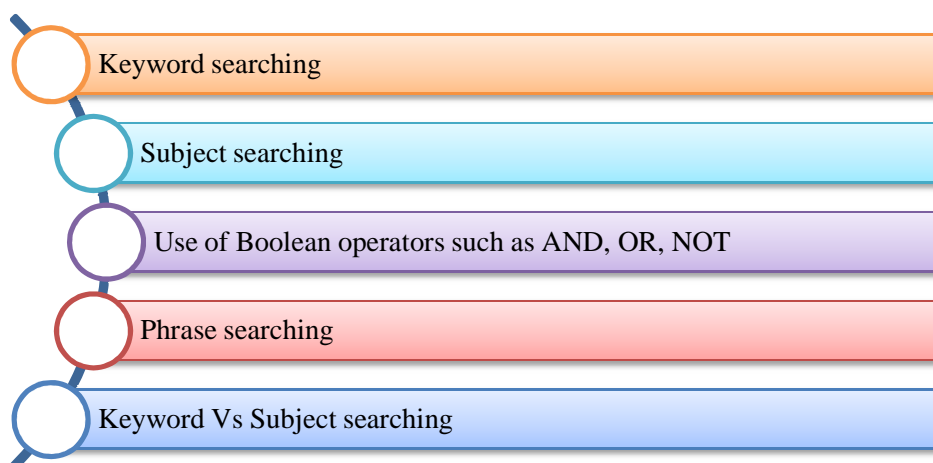 Keyword searching
Subject searching
Use of Boolean operators such as AND, OR, NOT
Phrase searching
Keyword Vs Subject searching